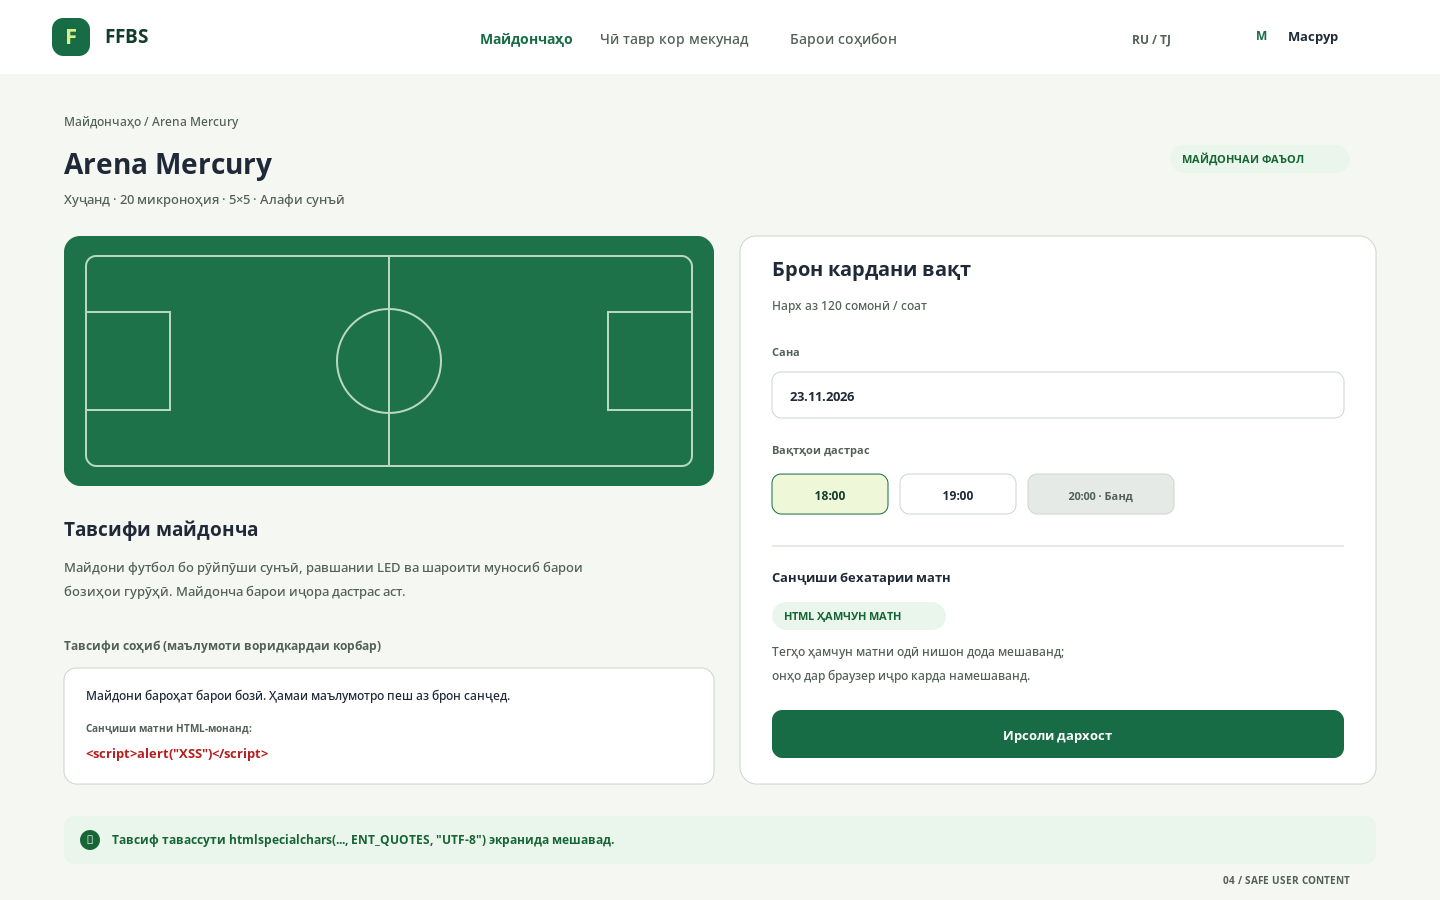 F FFBS
Майдончаҳо Чӣ тавр кор мекунад Барои соҳибон
RU / TJ
М Масрур
Майдончаҳо / Arena Mercury
Arena Mercury
МАЙДОНЧАИ ФАЪОЛ
Хуҷанд · 20 микроноҳия · 5×5 · Алафи сунъӣ
Тавсифи майдонча
Майдони футбол бо рӯйпӯши сунъӣ, равшании LED ва шароити муносиб барои
бозиҳои гурӯҳӣ. Майдонча барои иҷора дастрас аст.
Тавсифи соҳиб (маълумоти воридкардаи корбар)
Майдони бароҳат барои бозӣ. Ҳамаи маълумотро пеш аз брон санҷед.
Санҷиши матни HTML-монанд:
<script>alert("XSS")</script>
Брон кардани вақт
Нарх аз 120 сомонӣ / соат
Сана
23.11.2026
Вақтҳои дастрас
18:00 19:00 20:00 · Банд
Санҷиши бехатарии матн
HTML ҲАМЧУН МАТН
Тегҳо ҳамчун матни одӣ нишон дода мешаванд;
онҳо дар браузер иҷро карда намешаванд.
Ирсоли дархост
Тавсиф тавассути htmlspecialchars(..., ENT_QUOTES, "UTF-8") экранида мешавад.
04 / SAFE USER CONTENT